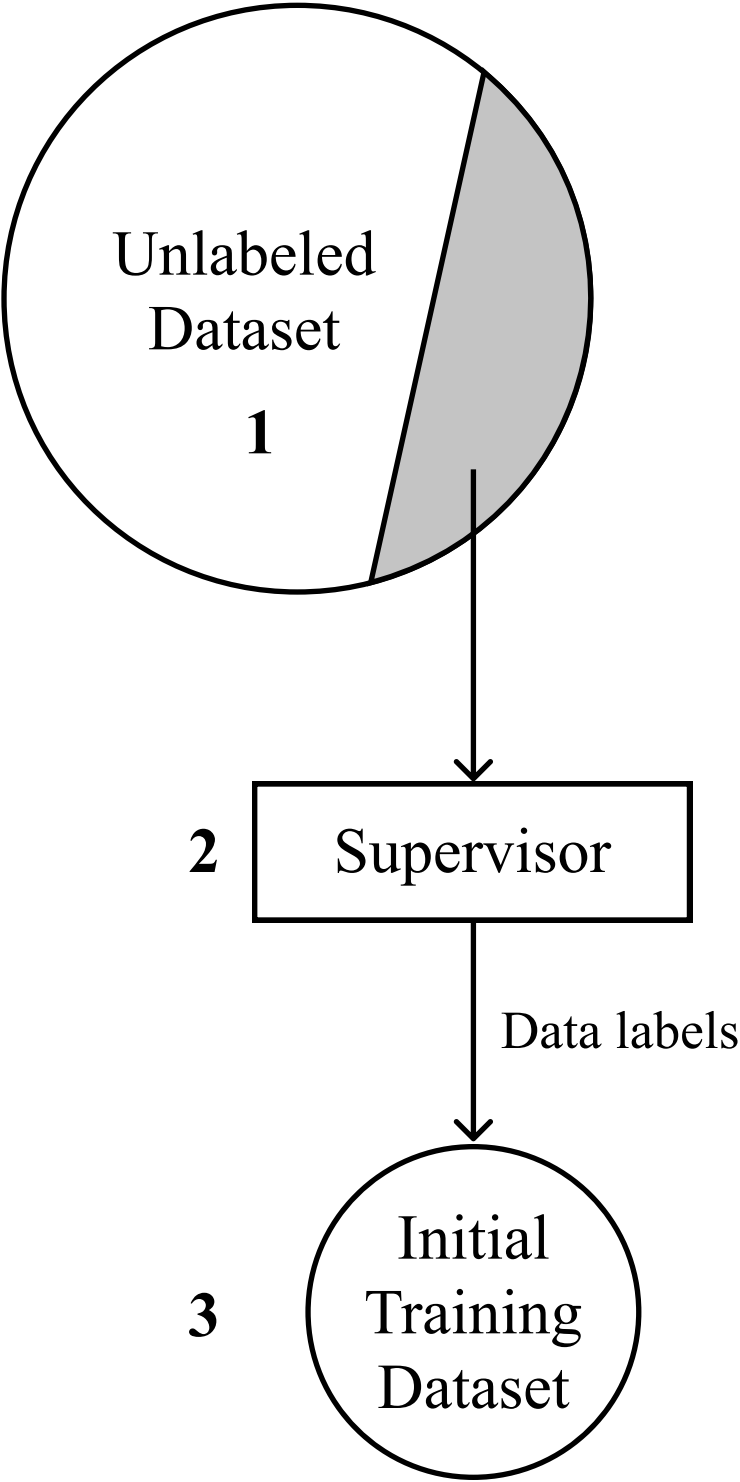 Unlabeled
Dataset
1
2
Supervisor
Data labels
3
Initial
Training
Dataset